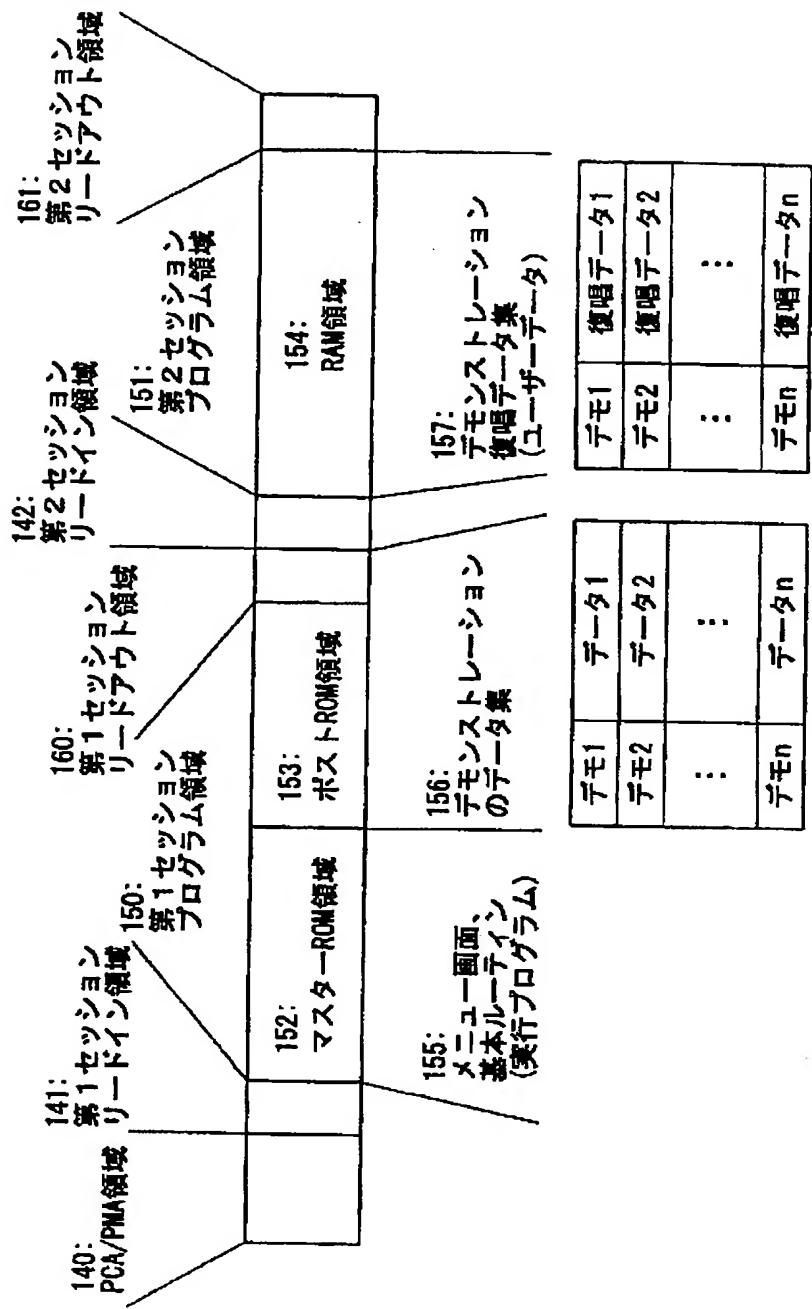 140:
PCA/PMA領域
141:
第1セッション
リードイン領域
150:
第1セッション
プログラム領域
160:
第1セッション
リードアウト領域
142:
第2セッション
リードイン領域
151:
第2セッション
プログラム領域
161:
第2セッション
リードアウト領域
152:
マスターROM領域
153:
ポストROM領域
154:
RAM領域
155:
メニュー画面、
基本ルーティン
(実行プログラム)
156:
デモンストレーション
のデータ集
157:
デモンストレーション
復唱データ集
(ユーザーデータ)
デモ1 データ1
デモ2 データ2
⋮ ⋮
デモn データn
デモ1 復唱データ1
デモ2 復唱データ2
⋮ ⋮
デモn 復唱データn